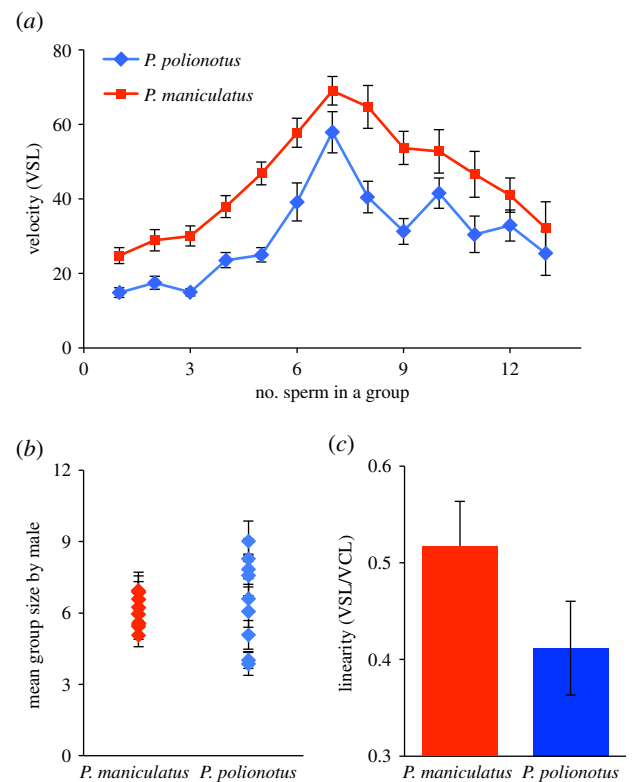 (a)
80
60
40
20
0
velocity (VSL)
P. polionotus
P. maniculatus
0 3 6 9 12
no. sperm in a group
(b)
12
9
6
3
0
mean group size by male
P. maniculatus P. polionotus
(c)
0.6
0.5
0.4
0.3
linearity (VSL/VCL)
P. maniculatus P. polionotus